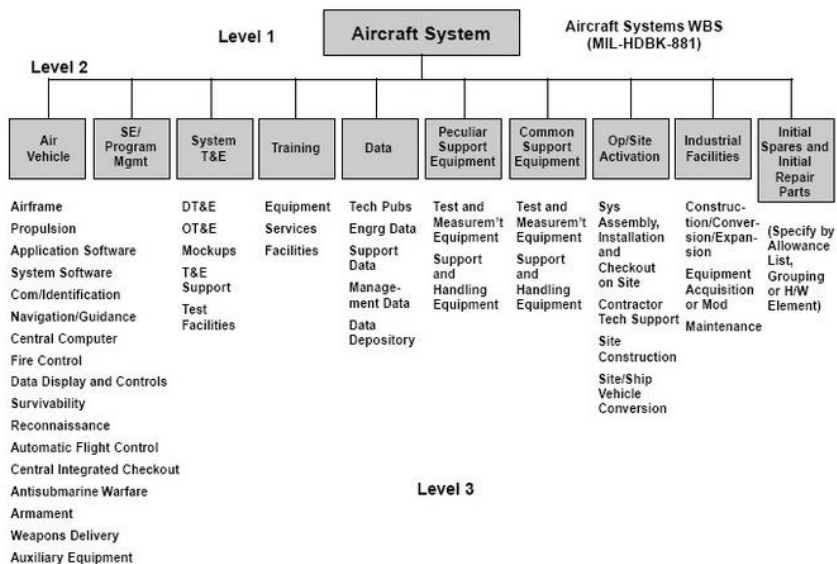 Level 1
Aircraft System
Aircraft Systems WBS
(MIL-HDBK-881)
Level 2
Air
Vehicle
SE/
Program
Mgmt
System
T&E
Training
Data
Peculiar
Support
Equipment
Common
Support
Equipment
Op/Site
Activation
Industrial
Facilities
Initial
Spares and
Initial
Repair
Parts
Airframe
Propulsion
Application Software
System Software
Com/Identification
Navigation/Guidance
Central Computer
Fire Control
Data Display and Controls
Survivability
Reconnaissance
Automatic Flight Control
Central Integrated Checkout
Antisubmarine Warfare
Armament
Weapons Delivery
Auxiliary Equipment
DT&E
OT&E
Mockups
T&E
Support
Test
Facilities
Equipment
Services
Facilities
Tech Pubs
Engrg Data
Support
Data
Manage-
ment Data
Data
Depository
Test and
Measurem't
Equipment
Support
and
Handling
Equipment
Test and
Measurem't
Equipment
Support
and
Handling
Equipment
Sys
Assembly,
Installation
and
Checkout
on Site
Contractor
Tech Support
Site
Construction
Site/Ship
Vehicle
Conversion
Construc-
tion/Conver-
sion/Expan-
sion
Equipment
Acquisition
or Mod
Maintenance
(Specify by
Allowance
List,
Grouping
or H/W
Element)
Level 3